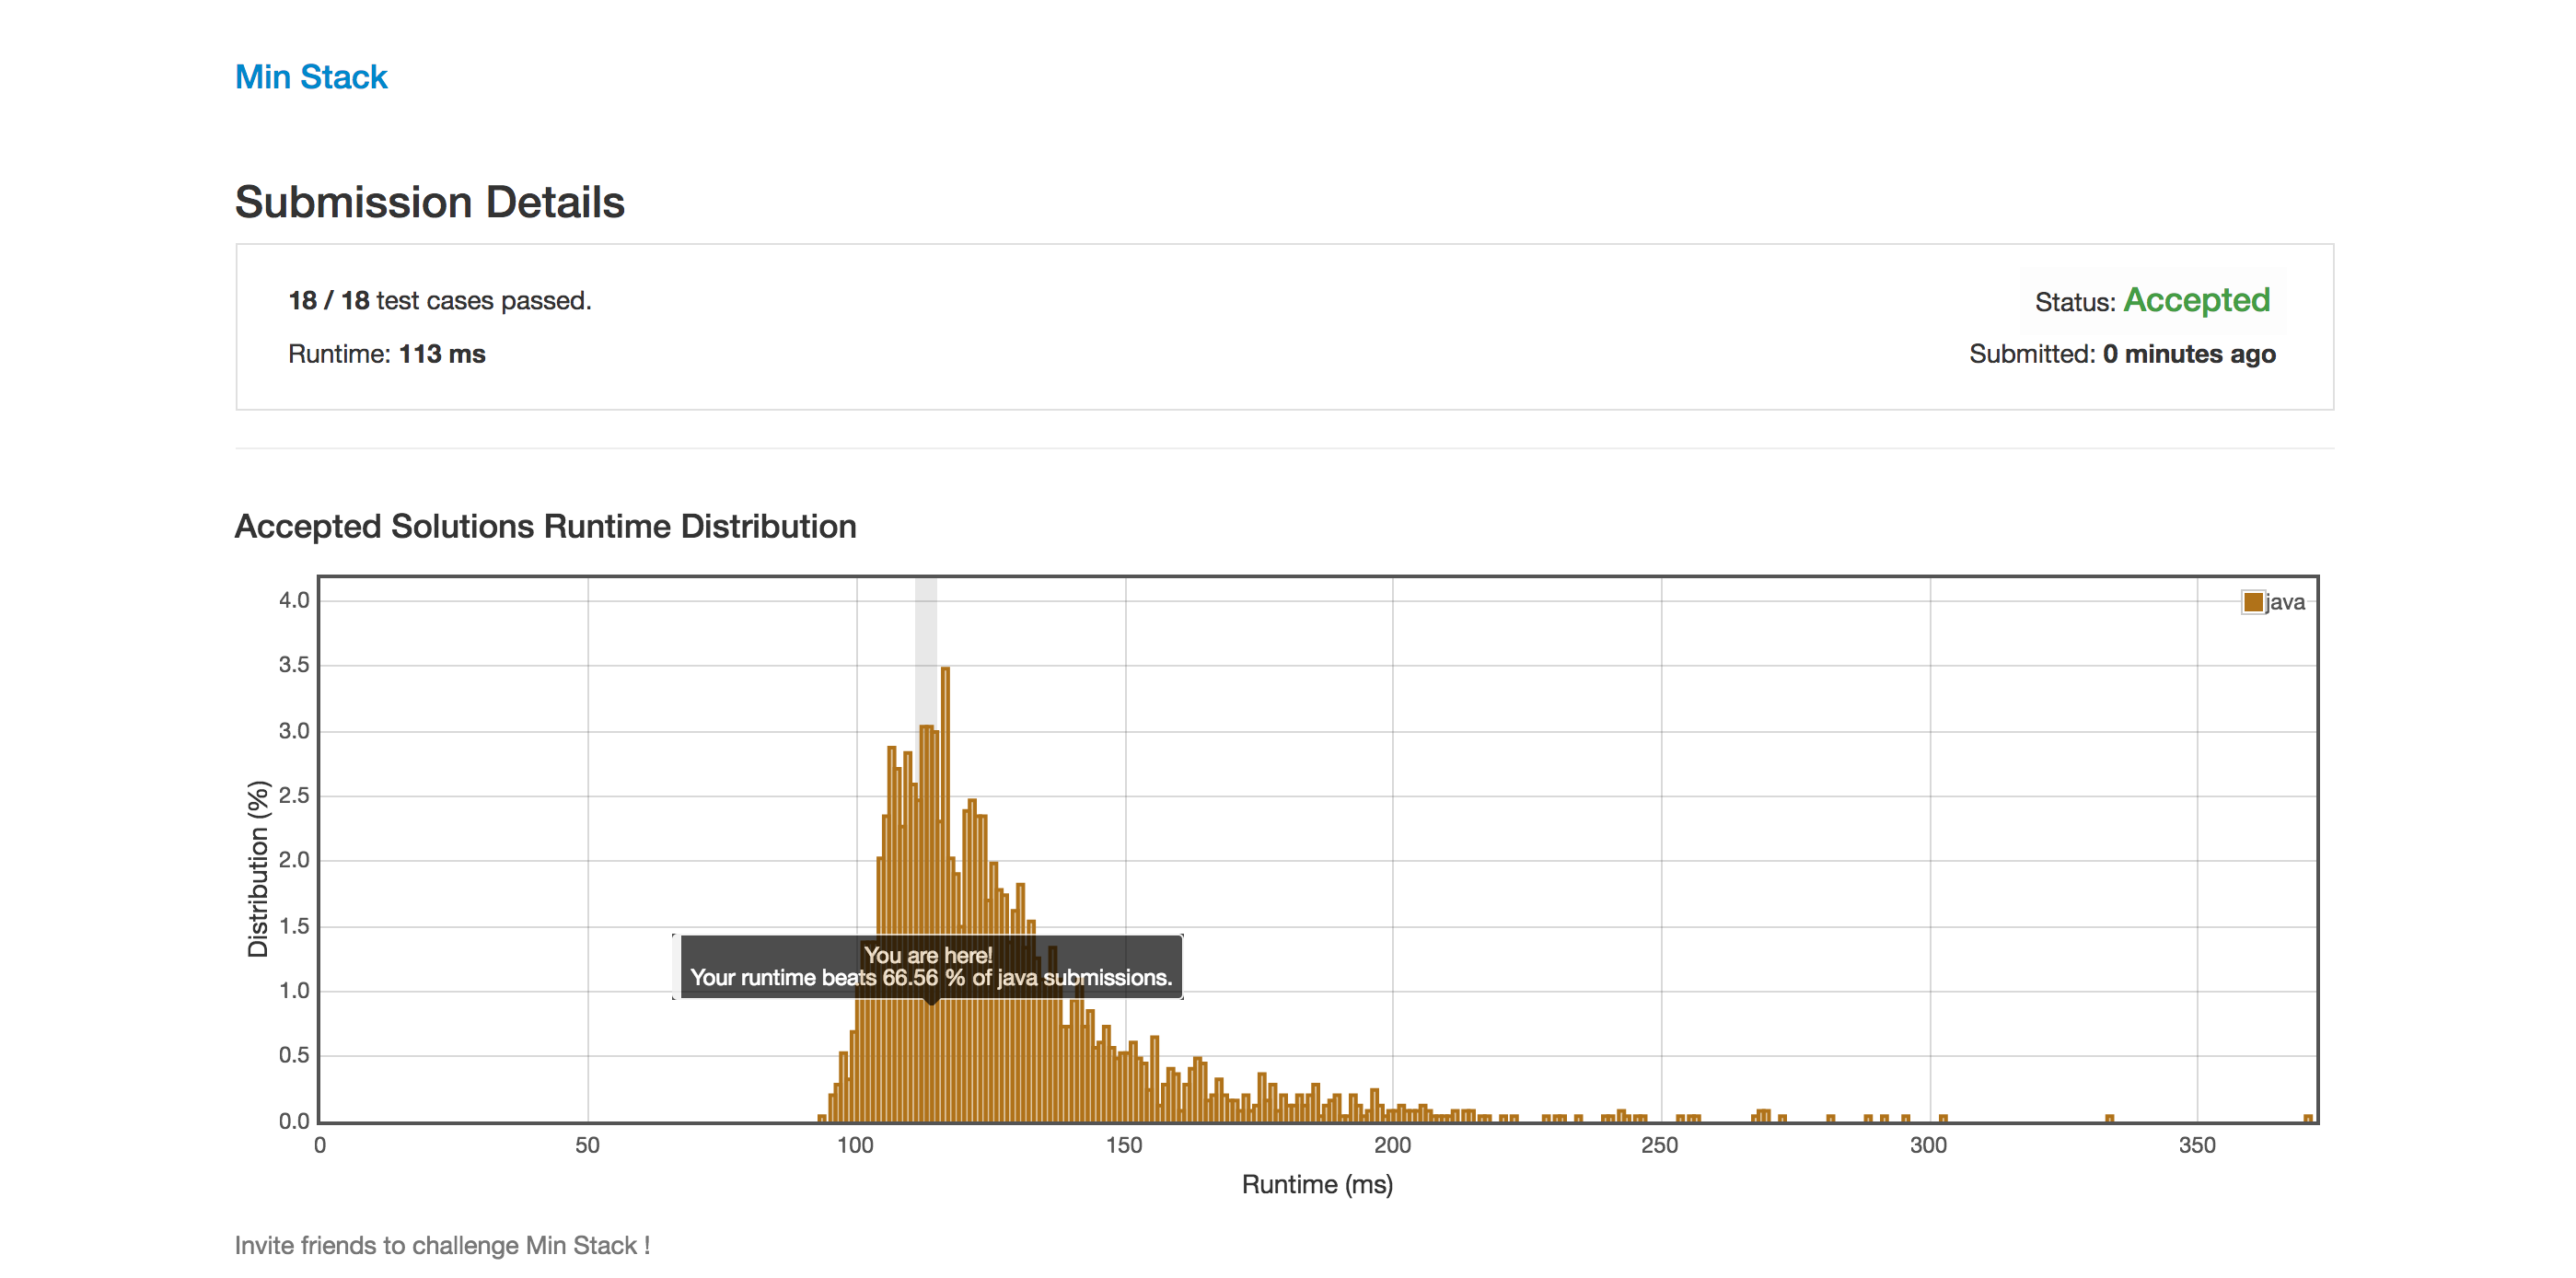 Min Stack
Submission Details
18 / 18 test cases passed.
Status: Accepted
Runtime: 113 ms
Submitted: 0 minutes ago
Accepted Solutions Runtime Distribution
4.0
3.5
3.0
2.5
2.0
1.5
1.0
0.5
0.0
Distribution (%)
java
You are here!
Your runtime beats 66.56 % of java submissions.
0 50 100 150 200 250 300 350
Runtime (ms)
Invite friends to challenge Min Stack !